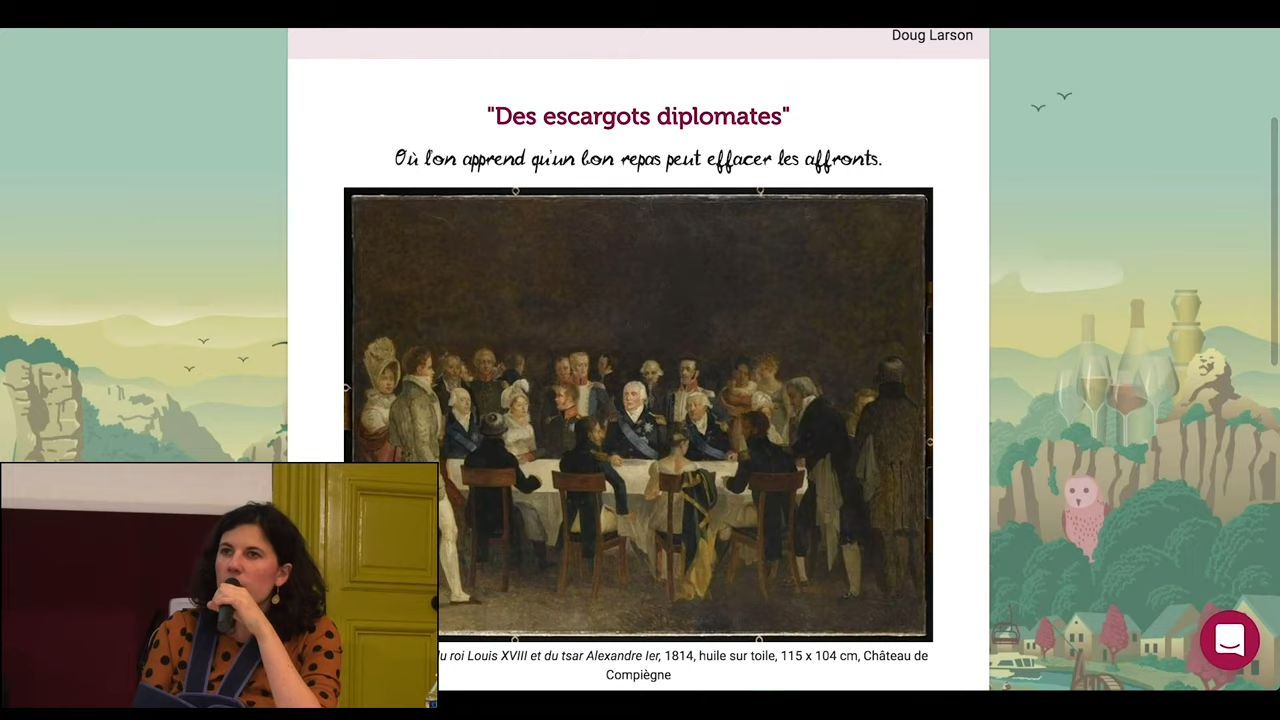 Doug Larson
"Des escargots diplomates"
Où l'on apprend qu'un bon repas peut effacer les affronts.
du roi Louis XVIII et du tsar Alexandre Ier, 1814, huile sur toile, 115 x 104 cm, Château de
Compiègne